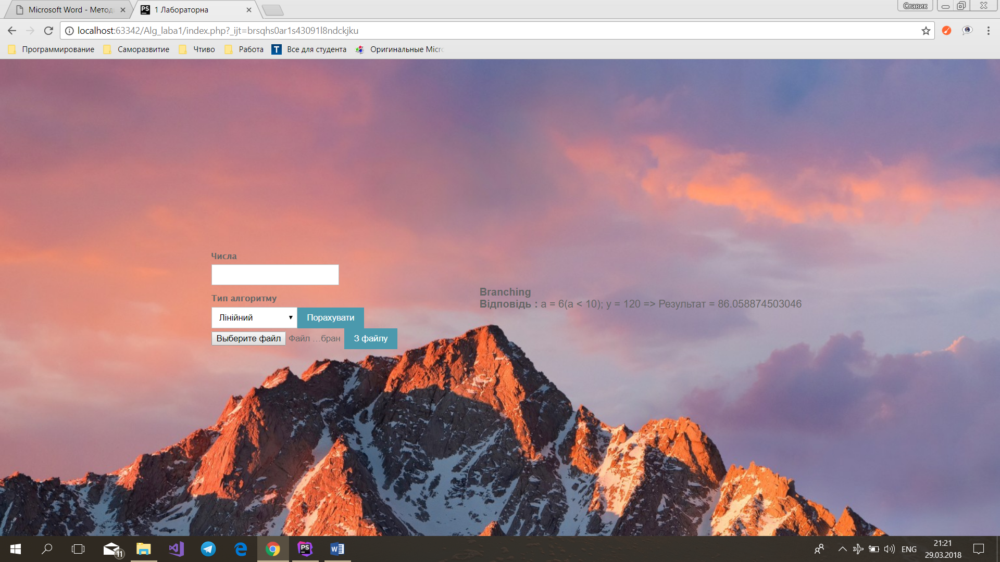 Microsoft Word - Метод
1 Лабораторна
Славик
localhost:63342/Alg_laba1/index.php?_ijt=brsqhs0ar1s43091l8ndckjku
Программирование
Саморазвитие
Чтиво
Работа
Все для студента
Оригинальные Micro
Числа
Тип алгоритму
Лінійний
Порахувати
Выберите файл
Файл ...бран
З файлу
Branching
Відповідь : a = 6(a < 10); y = 120 => Результат = 86.058874503046
11
ENG
21:21
29.03.2018